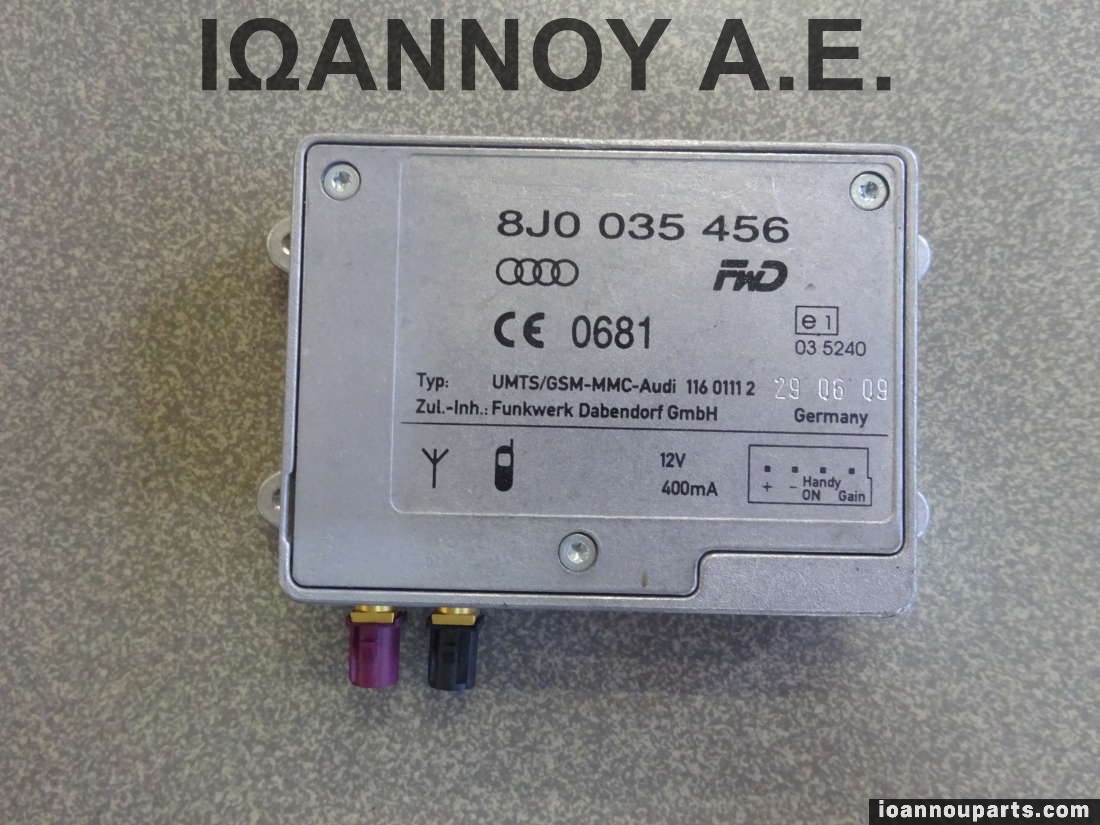 ΙΩΑΝΝΟΥ Α.Ε.
8J0 035 456
FWD
CE 0681
e1
03 5240
Typ: UMTS/GSM-MMC-Audi 116 0111 2 29 06 09
Zul.-Inh.: Funkwerk Dabendorf GmbH Germany
12V
400mA
+ - Handy ON Gain
ioannouparts.com